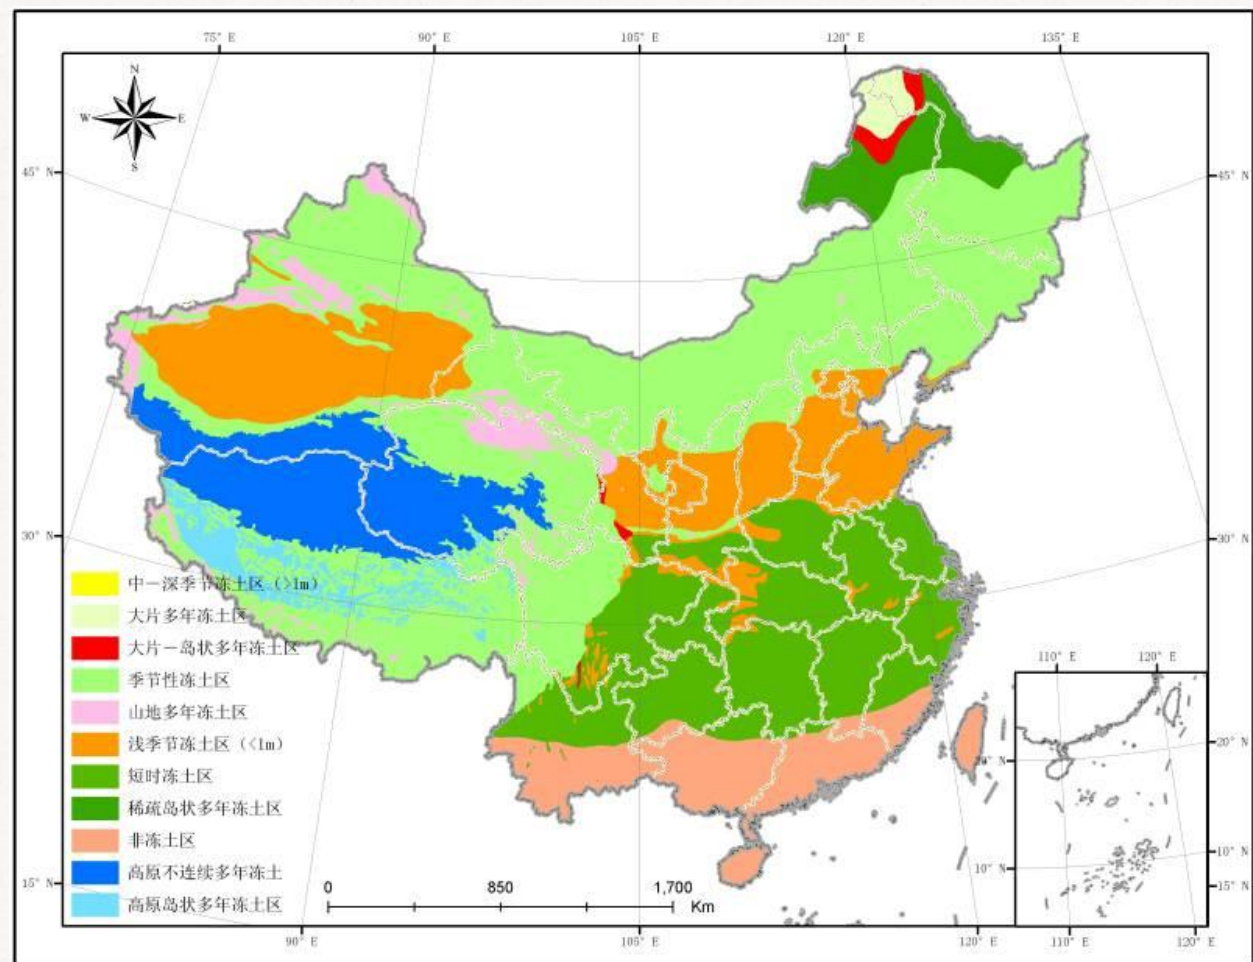 75° E
90° E
105° E
120° E
135° E
N
W
E
S
45° N
45° N
30° N
30° N
中－深季节冻土区（>1m）
大片多年冻土区
大片－岛状多年冻土区
季节性冻土区
山地多年冻土区
浅季节冻土区（<1m）
短时冻土区
稀疏岛状多年冻土区
非冻土区
高原不连续多年冻土
高原岛状多年冻土区
110° E
120° E
20° N
10° N
10° N
15° N
15° N
0
850
1,700
Km
90° E
105° E
120° E
110° E
120° E